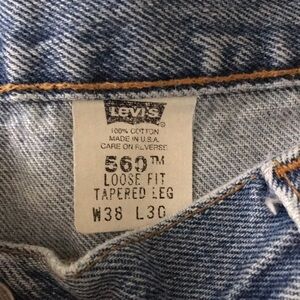 Levi's
®
100% COTTON
MADE IN U.S.A.
CARE ON REVERSE
560™
LOOSE FIT
TAPERED LEG
W38 L30